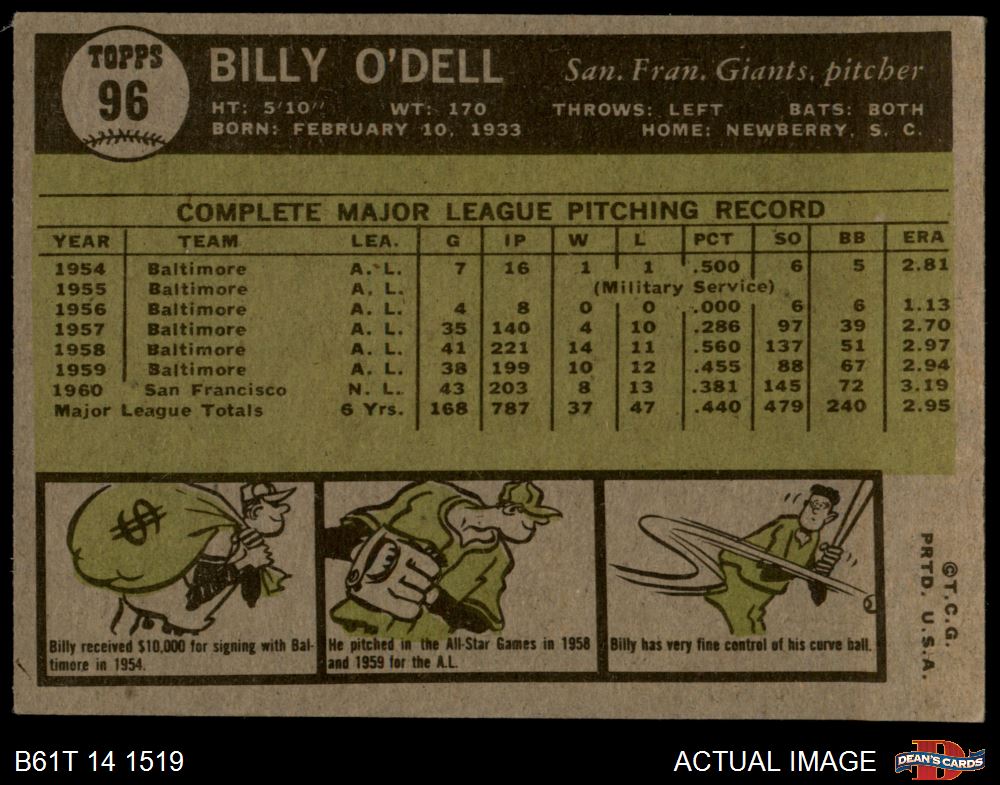 TOPPS
96
BILLY O'DELL San. Fran. Giants, pitcher
HT: 5'10" WT: 170 THROWS: LEFT BATS: BOTH
BORN: FEBRUARY 10, 1933 HOME: NEWBERRY, S. C.
COMPLETE MAJOR LEAGUE PITCHING RECORD
YEAR TEAM LEA. G IP W L PCT SO BB ERA
1954 Baltimore A. L. 7 16 1 1 .500 6 5 2.81
1955 Baltimore A. L. (Military Service)
1956 Baltimore A. L. 4 8 0 0 .000 6 6 1.13
1957 Baltimore A. L. 35 140 4 10 .286 97 39 2.70
1958 Baltimore A. L. 41 221 14 11 .560 137 51 2.97
1959 Baltimore A. L. 38 199 10 12 .455 88 67 2.94
1960 San Francisco N. L. 43 203 8 13 .381 145 72 3.19
Major League Totals 6 Yrs. 168 787 37 47 .440 479 240 2.95
$
Billy received $10,000 for signing with Bal-
timore in 1954.
He pitched in the All-Star Games in 1958
and 1959 for the A.L.
Billy has very fine control of his curve ball.
©T.C.G.
PRTD. U.S.A.
B61T 14 1519 ACTUAL IMAGE
D
DEAN'S CARDS